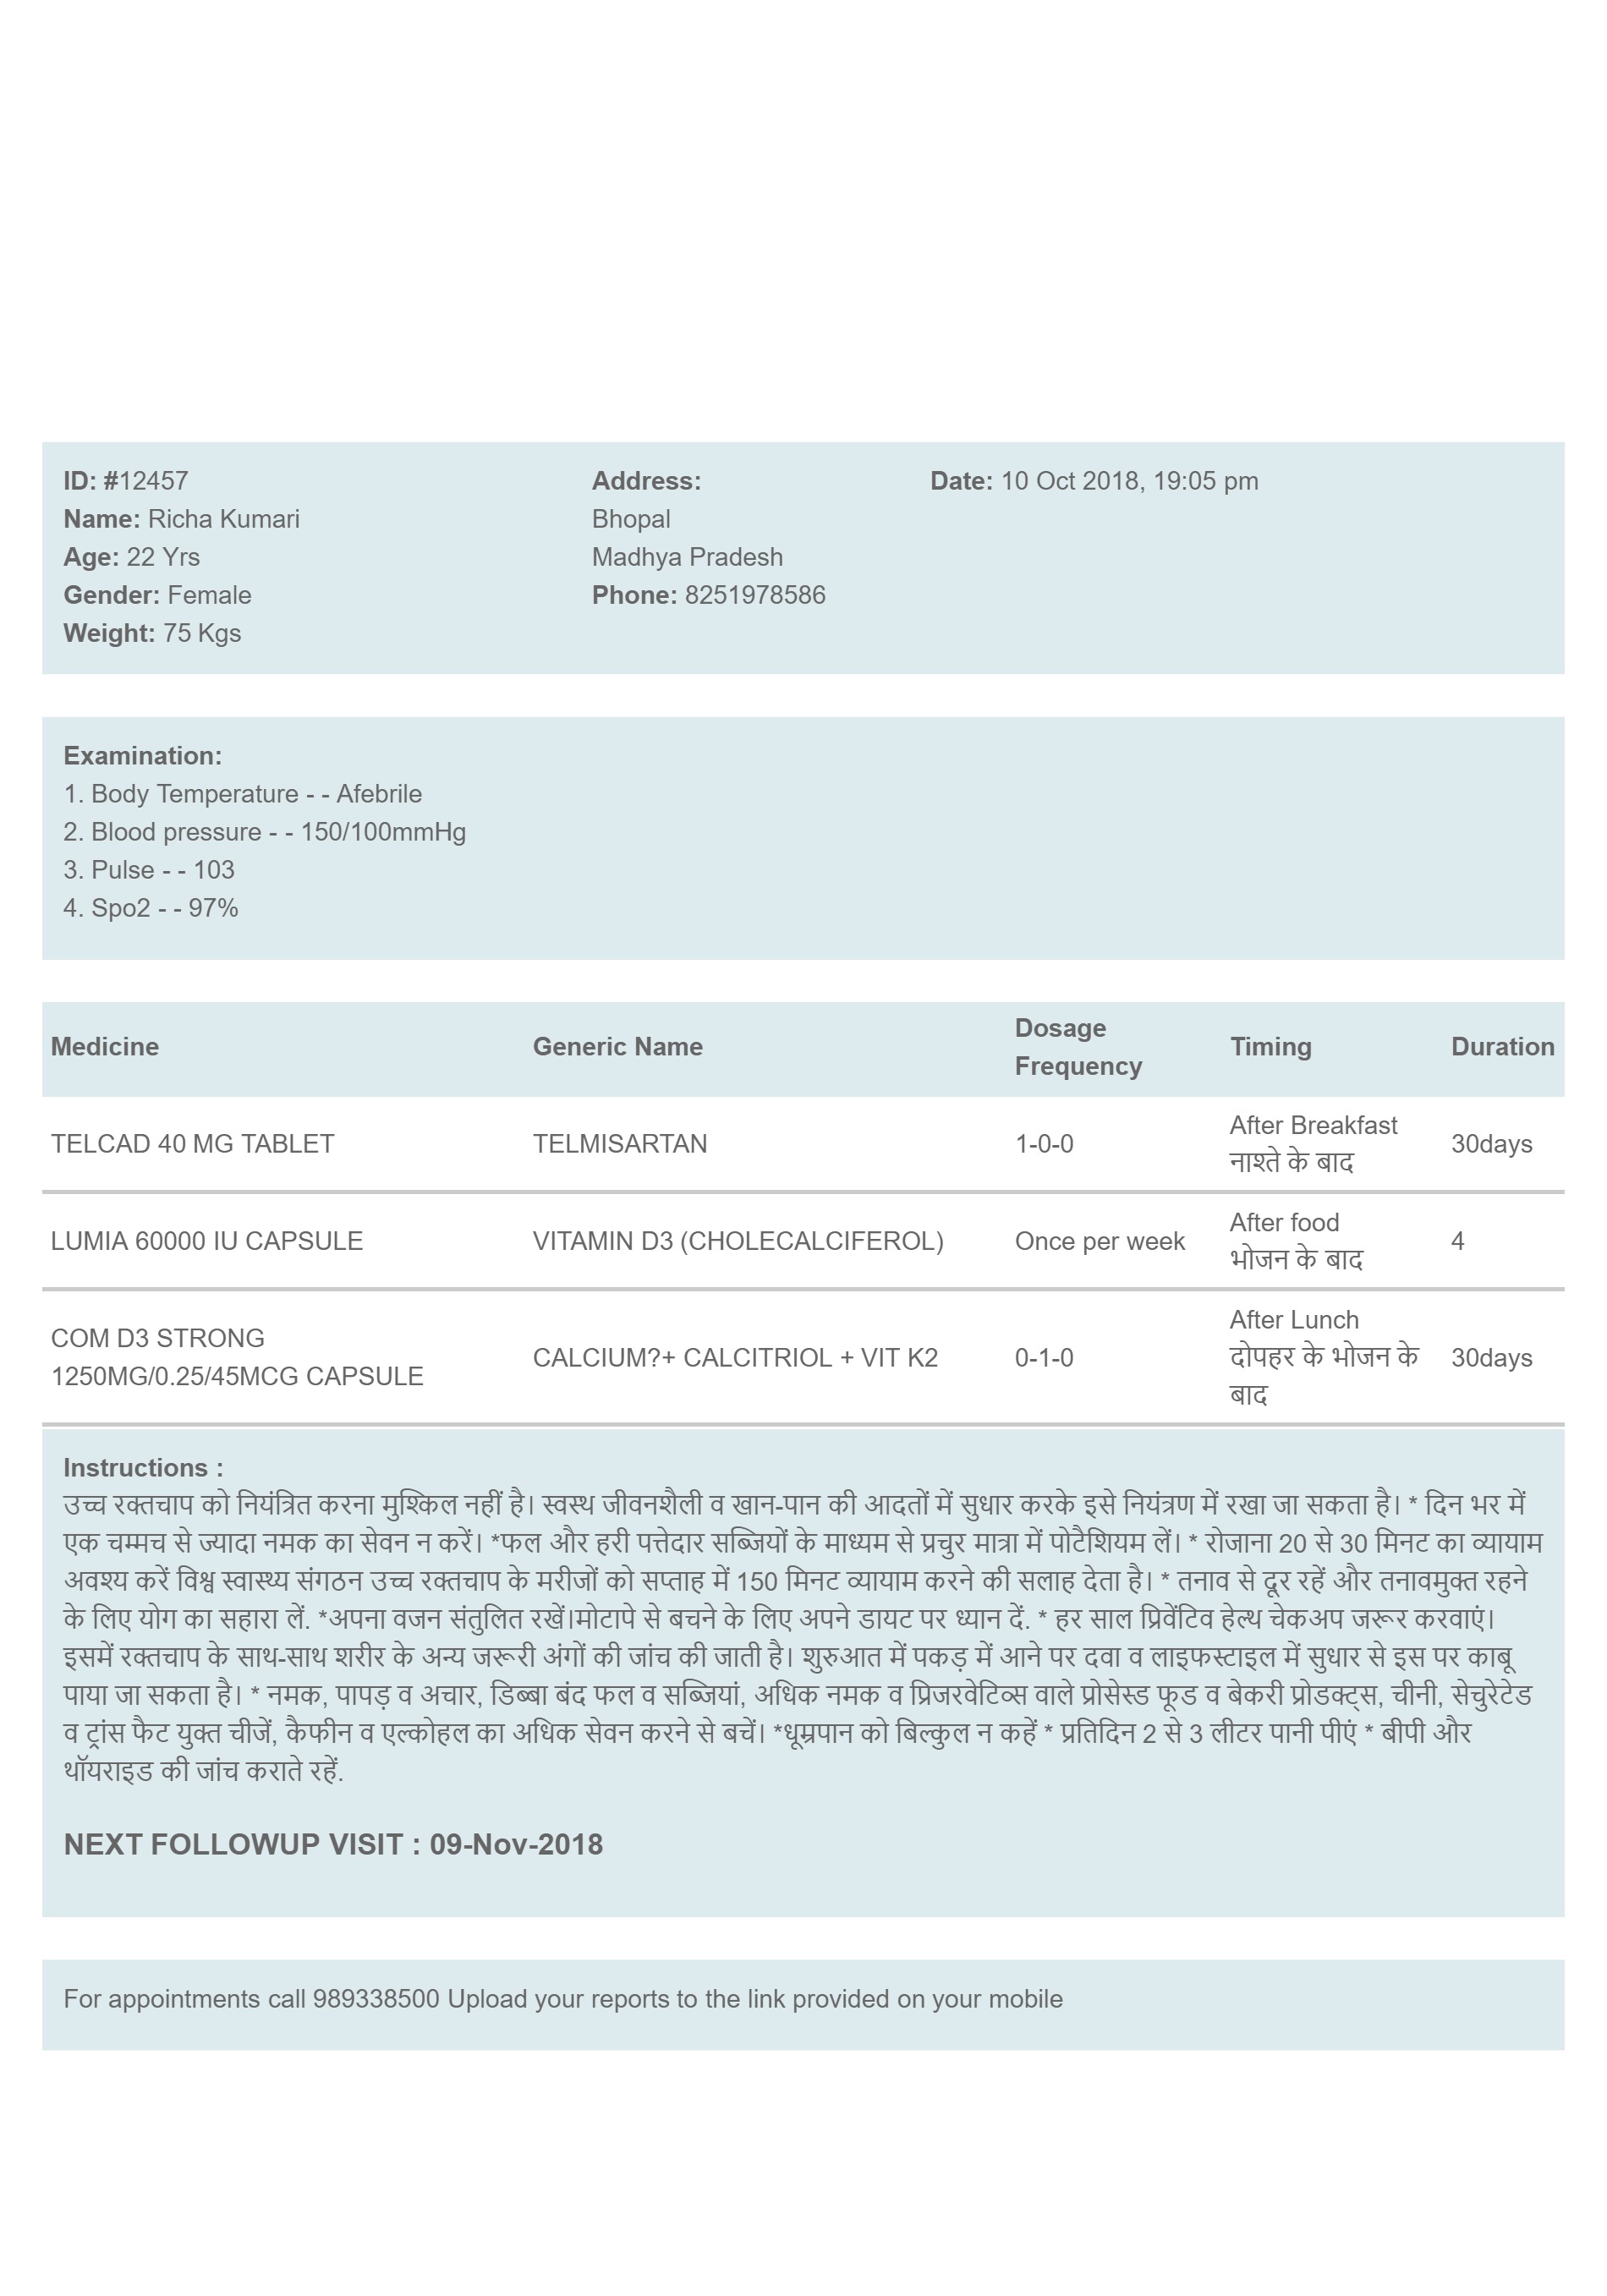 ID: #12457
Name: Richa Kumari
Age: 22 Yrs
Gender: Female
Weight: 75 Kgs
Address:
Bhopal
Madhya Pradesh
Phone: 8251978586
Date: 10 Oct 2018, 19:05 pm
Examination:
1. Body Temperature - - Afebrile
2. Blood pressure - - 150/100mmHg
3. Pulse - - 103
4. Spo2 - - 97%
Medicine Generic Name Dosage Frequency Timing Duration
TELCAD 40 MG TABLET TELMISARTAN 1-0-0 After Breakfast नाश्ते के बाद 30days
LUMIA 60000 IU CAPSULE VITAMIN D3 (CHOLECALCIFEROL) Once per week After food भोजन के बाद 4
COM D3 STRONG 1250MG/0.25/45MCG CAPSULE CALCIUM?+ CALCITRIOL + VIT K2 0-1-0 After Lunch दोपहर के भोजन के बाद 30days
Instructions :
उच्च रक्तचाप को नियंत्रित करना मुश्किल नहीं है। स्वस्थ जीवनशैली व खान-पान की आदतों में सुधार करके इसे नियंत्रण में रखा जा सकता है। * दिन भर में
एक चम्मच से ज्यादा नमक का सेवन न करें। *फल और हरी पत्तेदार सब्जियों के माध्यम से प्रचुर मात्रा में पोटैशियम लें। * रोजाना 20 से 30 मिनट का व्यायाम
अवश्य करें विश्व स्वास्थ्य संगठन उच्च रक्तचाप के मरीजों को सप्ताह में 150 मिनट व्यायाम करने की सलाह देता है। * तनाव से दूर रहें और तनावमुक्त रहने
के लिए योग का सहारा लें. *अपना वजन संतुलित रखें।मोटापे से बचने के लिए अपने डायट पर ध्यान दें. * हर साल प्रिवेंटिव हेल्थ चेकअप जरूर करवाएं।
इसमें रक्तचाप के साथ-साथ शरीर के अन्य जरूरी अंगों की जांच की जाती है। शुरुआत में पकड़ में आने पर दवा व लाइफस्टाइल में सुधार से इस पर काबू
पाया जा सकता है। * नमक, पापड़ व अचार, डिब्बा बंद फल व सब्जियां, अधिक नमक व प्रिजरवेटिव्स वाले प्रोसेस्ड फूड व बेकरी प्रोडक्ट्स, चीनी, सेचुरेटेड
व ट्रांस फैट युक्त चीजें, कैफीन व एल्कोहल का अधिक सेवन करने से बचें। *धूम्रपान को बिल्कुल न कहें * प्रतिदिन 2 से 3 लीटर पानी पीएं * बीपी और
थॉयराइड की जांच कराते रहें.
NEXT FOLLOWUP VISIT : 09-Nov-2018
For appointments call 989338500 Upload your reports to the link provided on your mobile